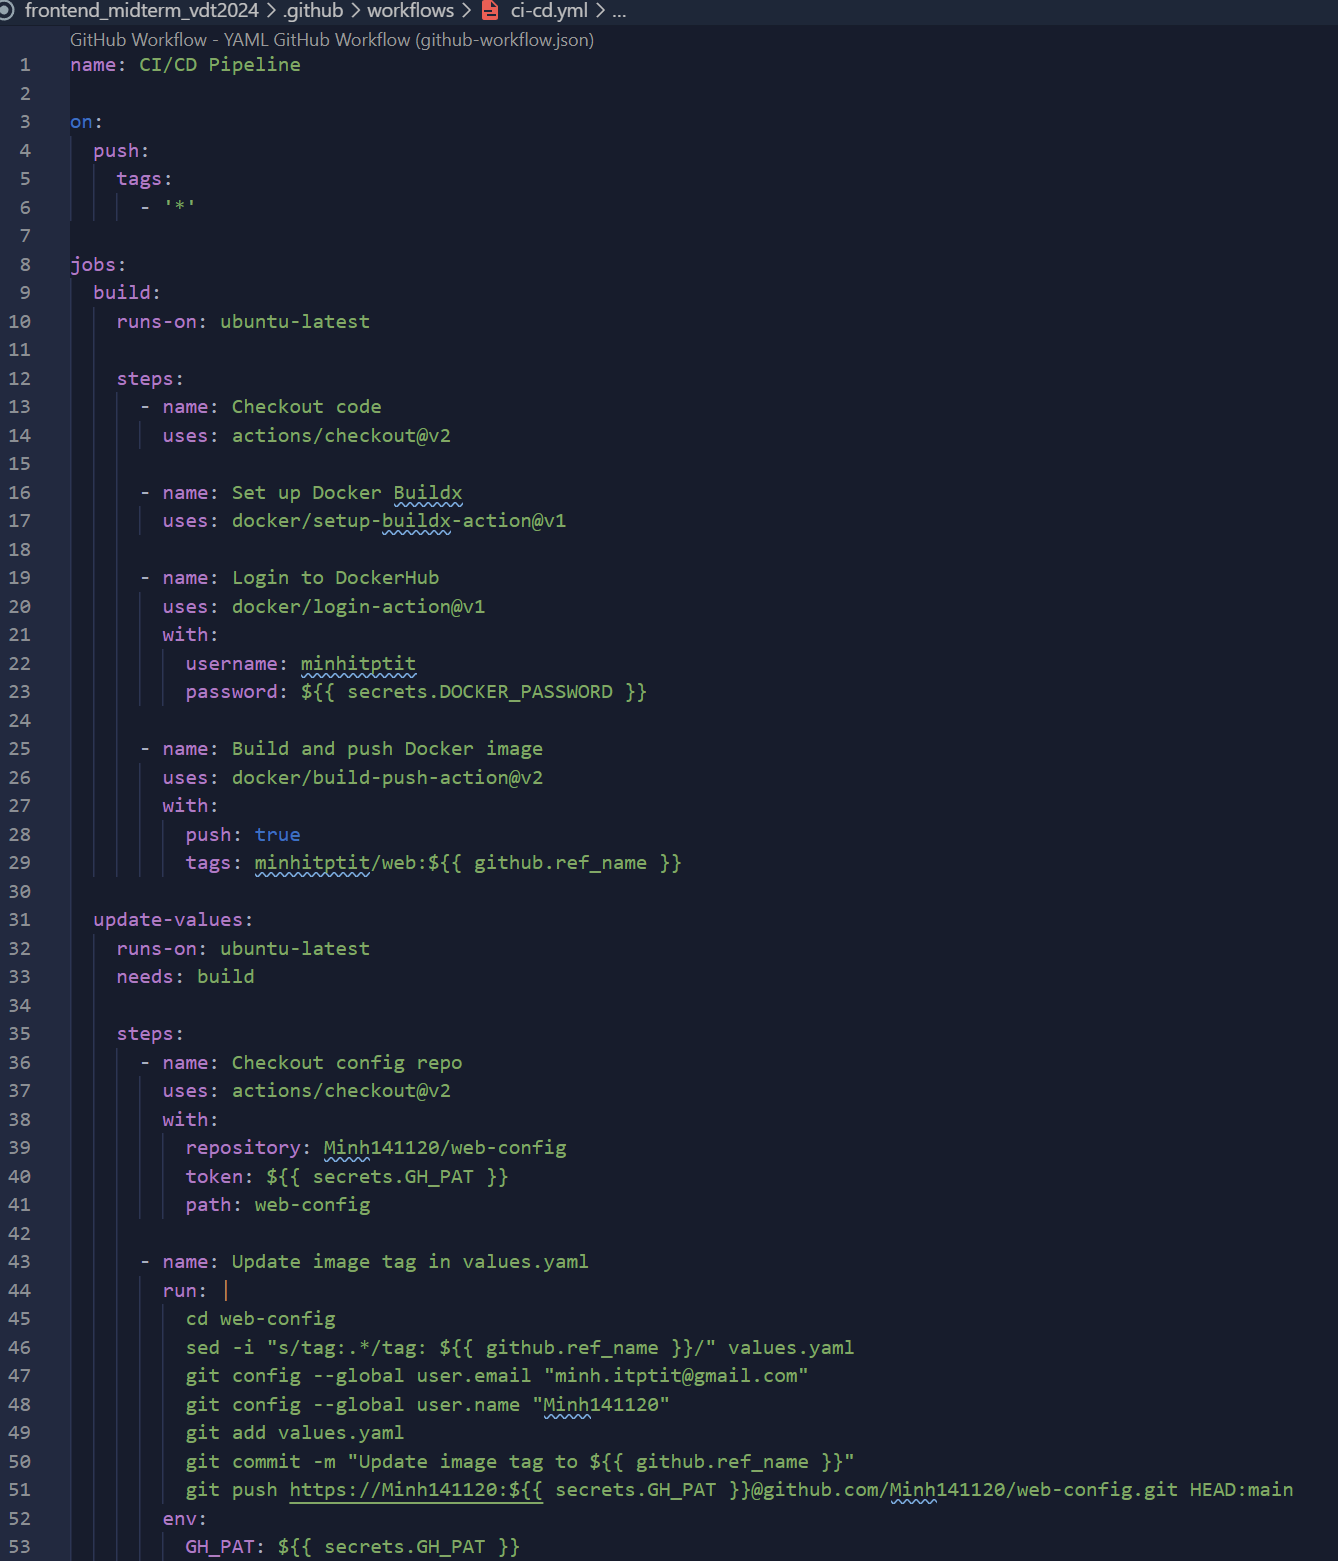 frontend_midterm_vdt2024 > .github > workflows > ci-cd.yml > ...
GitHub Workflow - YAML GitHub Workflow (github-workflow.json)
1 name: CI/CD Pipeline
2
3 on:
4   push:
5     tags:
6       - '*'
7
8 jobs:
9   build:
10     runs-on: ubuntu-latest
11
12     steps:
13       - name: Checkout code
14         uses: actions/checkout@v2
15
16       - name: Set up Docker Buildx
17         uses: docker/setup-buildx-action@v1
18
19       - name: Login to DockerHub
20         uses: docker/login-action@v1
21         with:
22           username: minhitptit
23           password: ${{ secrets.DOCKER_PASSWORD }}
24
25       - name: Build and push Docker image
26         uses: docker/build-push-action@v2
27         with:
28           push: true
29           tags: minhitptit/web:${{ github.ref_name }}
30
31   update-values:
32     runs-on: ubuntu-latest
33     needs: build
34
35     steps:
36       - name: Checkout config repo
37         uses: actions/checkout@v2
38         with:
39           repository: Minh141120/web-config
40           token: ${{ secrets.GH_PAT }}
41           path: web-config
42
43       - name: Update image tag in values.yaml
44         run: |
45           cd web-config
46           sed -i "s/tag:.*/tag: ${{ github.ref_name }}/" values.yaml
47           git config --global user.email "minh.itptit@gmail.com"
48           git config --global user.name "Minh141120"
49           git add values.yaml
50           git commit -m "Update image tag to ${{ github.ref_name }}"
51           git push https://Minh141120:${{ secrets.GH_PAT }}@github.com/Minh141120/web-config.git HEAD:main
52         env:
53           GH_PAT: ${{ secrets.GH_PAT }}